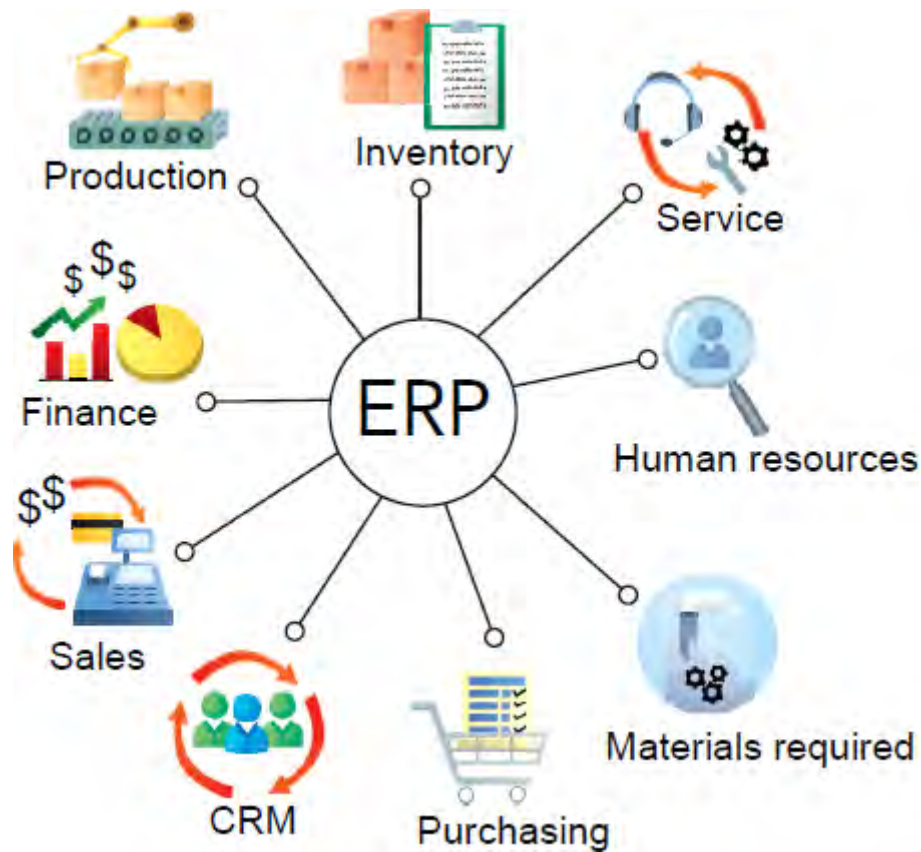 Production
Inventory
Service
$ $ $
Finance
ERP
Human resources
$$
Sales
Materials required
CRM
Purchasing